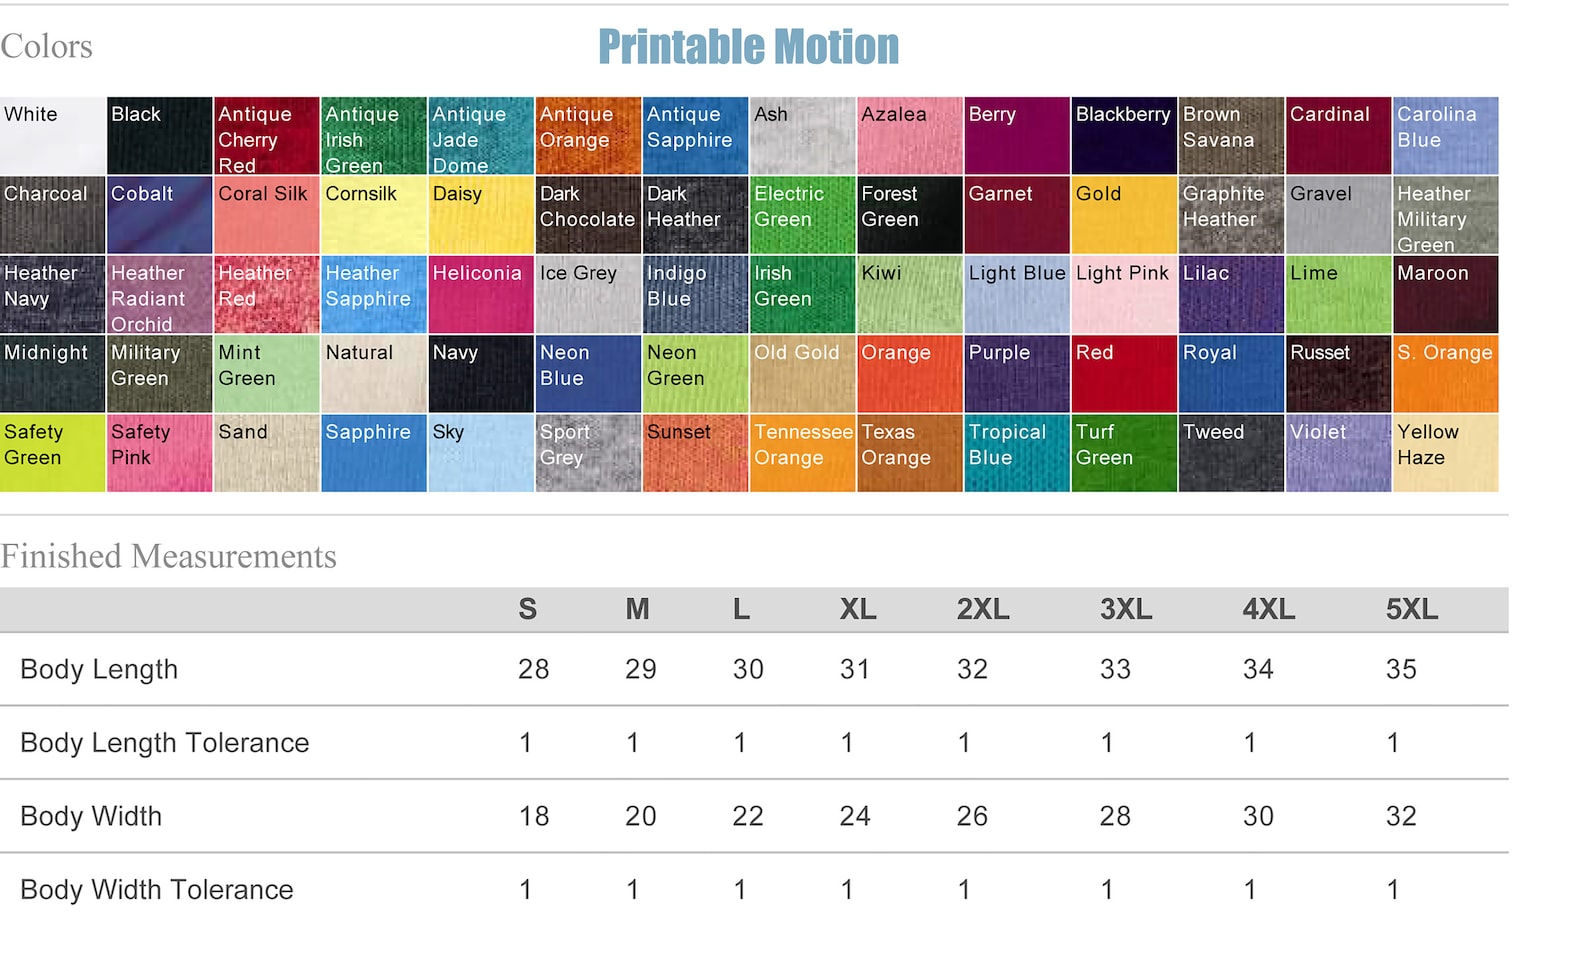 Colors
Printable Motion
White Black Antique Cherry Red Antique Irish Green Antique Jade Dome Antique Orange Antique Sapphire Ash Azalea Berry Blackberry Brown Savana Cardinal Carolina Blue
Charcoal Cobalt Coral Silk Cornsilk Daisy Dark Chocolate Dark Heather Electric Green Forest Green Garnet Gold Graphite Heather Gravel Heather Military Green
Heather Navy Heather Radiant Orchid Heather Red Heather Sapphire Heliconia Ice Grey Indigo Blue Irish Green Kiwi Light Blue Light Pink Lilac Lime Maroon
Midnight Military Green Mint Green Natural Navy Neon Blue Neon Green Old Gold Orange Purple Red Royal Russet S. Orange
Safety Green Safety Pink Sand Sapphire Sky Sport Grey Sunset Tennessee Orange Texas Orange Tropical Blue Turf Green Tweed Violet Yellow Haze
Finished Measurements
S M L XL 2XL 3XL 4XL 5XL
Body Length 28 29 30 31 32 33 34 35
Body Length Tolerance 1 1 1 1 1 1 1 1
Body Width 18 20 22 24 26 28 30 32
Body Width Tolerance 1 1 1 1 1 1 1 1